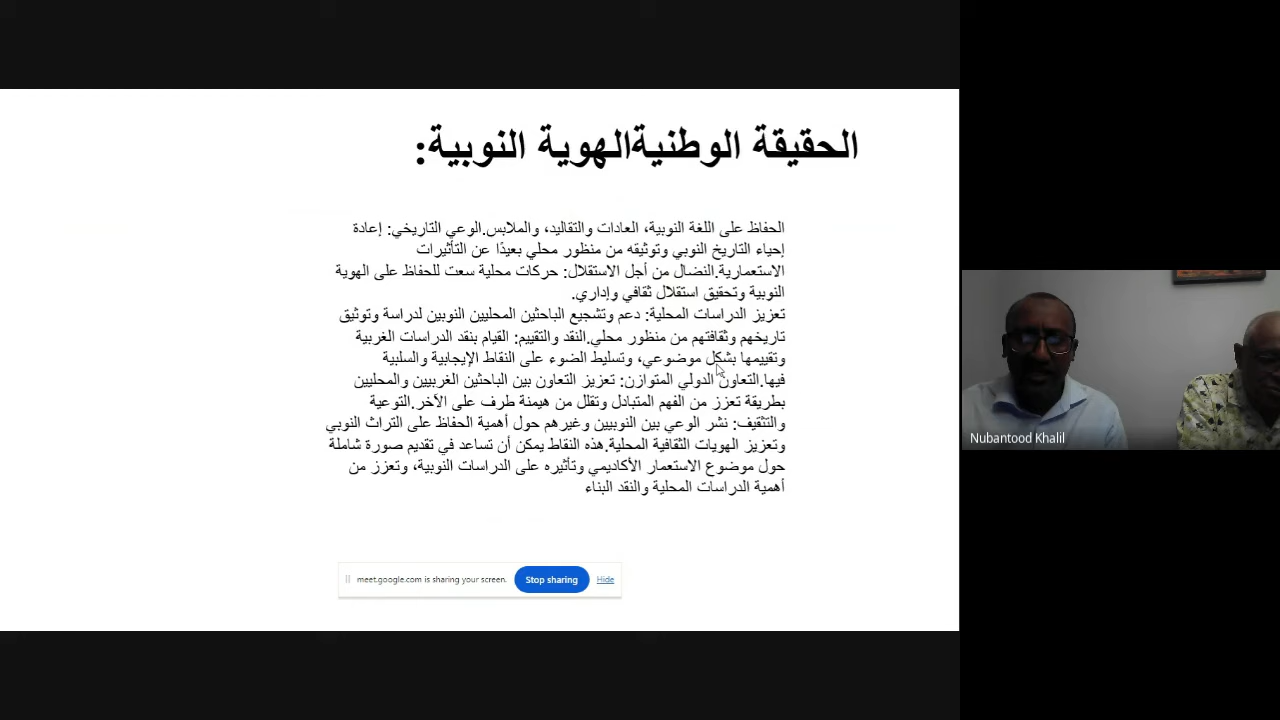 الحقيقة الوطنيةالهوية النوبية:
الحفاظ على اللغة النوبية، العادات والتقاليد، والملابس.الوعي التاريخي: إعادة
إحياء التاريخ النوبي وتوثيقه من منظور محلي بعيدًا عن التأثيرات
الاستعمارية.النضال من أجل الاستقلال: حركات محلية سعت للحفاظ على الهوية
النوبية وتحقيق استقلال ثقافي وإداري.
تعزيز الدراسات المحلية: دعم وتشجيع الباحثين المحليين النوبين لدراسة وتوثيق
تاريخهم وثقافتهم من منظور محلي.النقد والتقييم: القيام بنقد الدراسات الغربية
وتقييمها بشكل موضوعي، وتسليط الضوء على النقاط الإيجابية والسلبية
فيها.التعاون الدولي المتوازن: تعزيز التعاون بين الباحثين الغربيين والمحليين
بطريقة تعزز من الفهم المتبادل وتقلل من هيمنة طرف على الآخر.التوعية
والتثقيف: نشر الوعي بين النوبيين وغيرهم حول أهمية الحفاظ على التراث النوبي
وتعزيز الهويات الثقافية المحلية.هذه النقاط يمكن أن تساعد في تقديم صورة شاملة
حول موضوع الاستعمار الأكاديمي وتأثيره على الدراسات النوبية، وتعزز من
أهمية الدراسات المحلية والنقد البناء
meet.google.com is sharing your screen. Stop sharing Hide
Nubantood Khalil